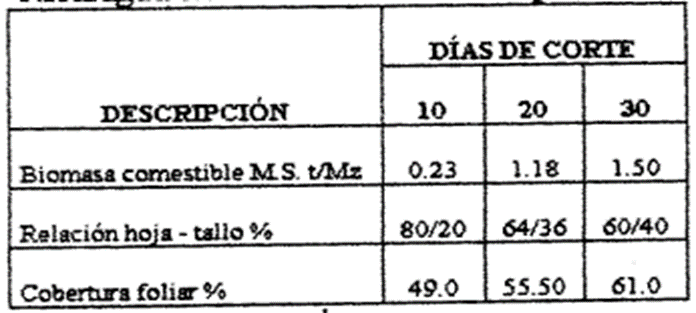 DÍAS DE CORTE
DESCRIPCIÓN 10 20 30
Biomasa comestible M.S. t/Mz 0.23 1.18 1.50
Relación hoja - tallo % 80/20 64/36 60/40
Cobertura foliar % 49.0 55.50 61.0